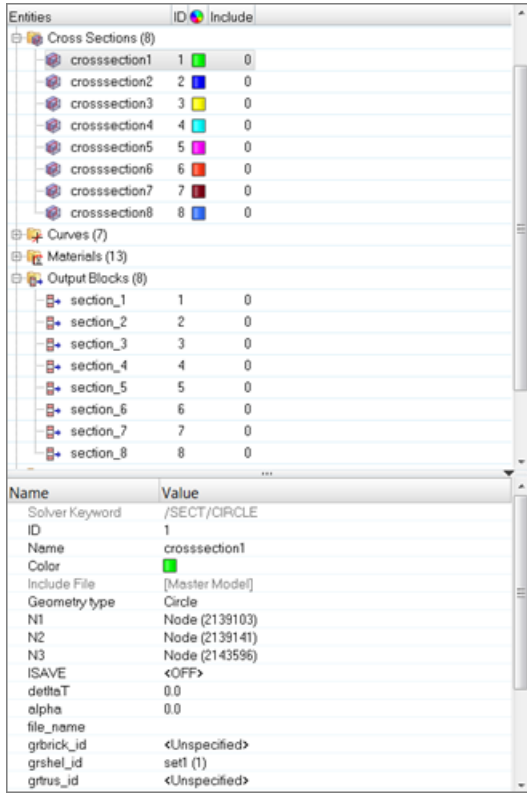 Entities ID Include
Cross Sections (8)
crosssection1 1 0
crosssection2 2 0
crosssection3 3 0
crosssection4 4 0
crosssection5 5 0
crosssection6 6 0
crosssection7 7 0
crosssection8 8 0
Curves (7)
Materials (13)
Output Blocks (8)
section_1 1 0
section_2 2 0
section_3 3 0
section_4 4 0
section_5 5 0
section_6 6 0
section_7 7 0
section_8 8 0
Name Value
Solver Keyword /SECT/CIRCLE
ID 1
Name crosssection1
Color
Include File [Master Model]
Geometry type Circle
N1 Node (2139103)
N2 Node (2139141)
N3 Node (2143596)
ISAVE <OFF>
detltaT 0.0
alpha 0.0
file_name
grbrick_id <Unspecified>
grshel_id set1 (1)
grtrus_id <Unspecified>